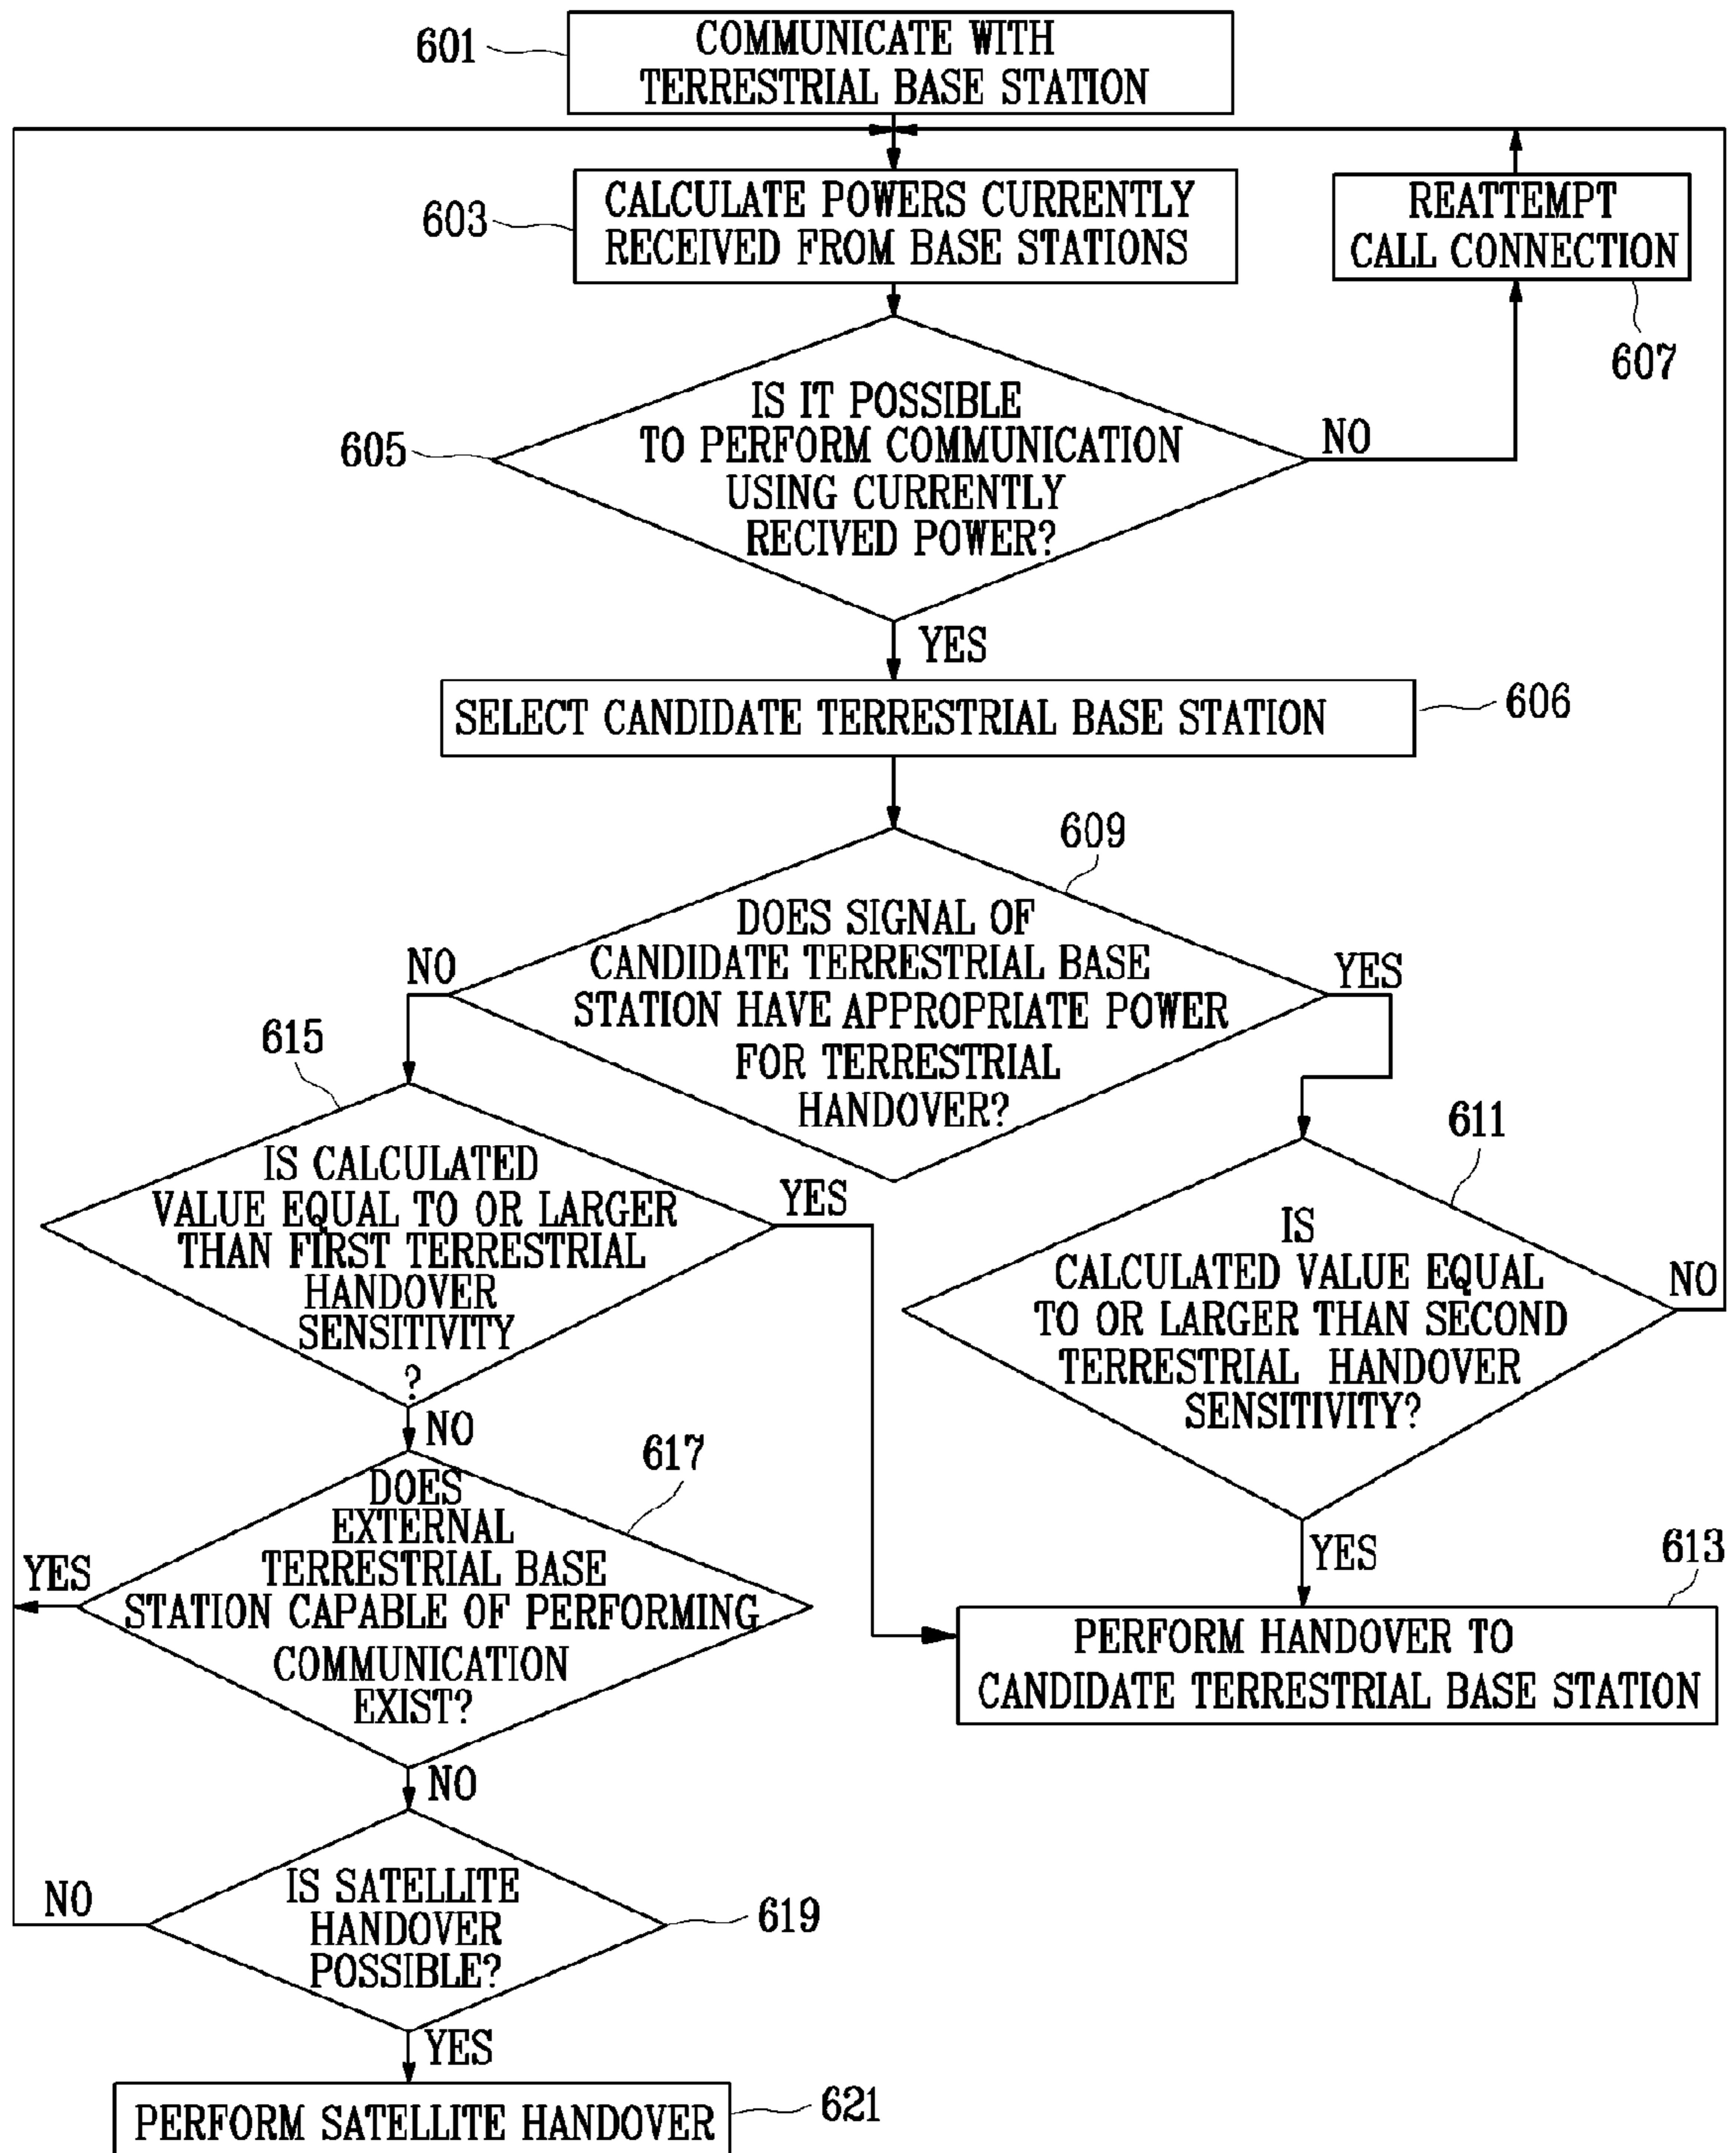 601
COMMUNICATE WITH
TERRESTRIAL BASE STATION
603
CALCULATE POWERS CURRENTLY
RECEIVED FROM BASE STATIONS
REATTEMPT
CALL CONNECTION
607
605
IS IT POSSIBLE
TO PERFORM COMMUNICATION
USING CURRENTLY
RECIVED POWER?
NO
YES
SELECT CANDIDATE TERRESTRIAL BASE STATION
606
609
DOES SIGNAL OF
CANDIDATE TERRESTRIAL BASE
STATION HAVE APPROPRIATE POWER
FOR TERRESTRIAL
HANDOVER?
NO
YES
615
IS CALCULATED
VALUE EQUAL TO OR LARGER
THAN FIRST TERRESTRIAL
HANDOVER
SENSITIVITY
?
YES
NO
611
IS
CALCULATED VALUE EQUAL
TO OR LARGER THAN SECOND
TERRESTRIAL HANDOVER
SENSITIVITY?
NO
YES
617
DOES
EXTERNAL
TERRESTRIAL BASE
STATION CAPABLE OF PERFORMING
COMMUNICATION
EXIST?
YES
NO
613
PERFORM HANDOVER TO
CANDIDATE TERRESTRIAL BASE STATION
IS SATELLITE
HANDOVER
POSSIBLE?
619
NO
YES
PERFORM SATELLITE HANDOVER
621